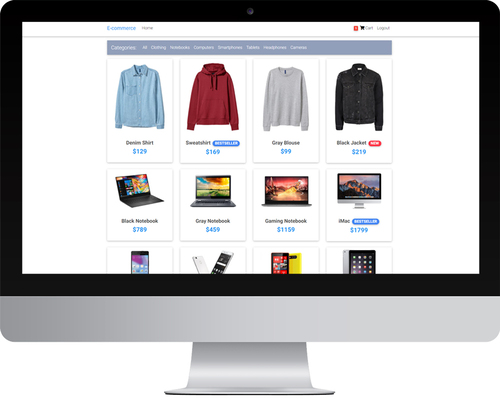 E-commerce Home 1 Cart Logout
Categories: All Clothing Notebooks Computers Smartphones Tablets Headphones Cameras
Denim Shirt Sweatshirt BESTSELLER Gray Blouse Black Jacket NEW
$129 $169 $99 $219
Black Notebook Gray Notebook Gaming Notebook iMac BESTSELLER
$789 $459 $1159 $1799